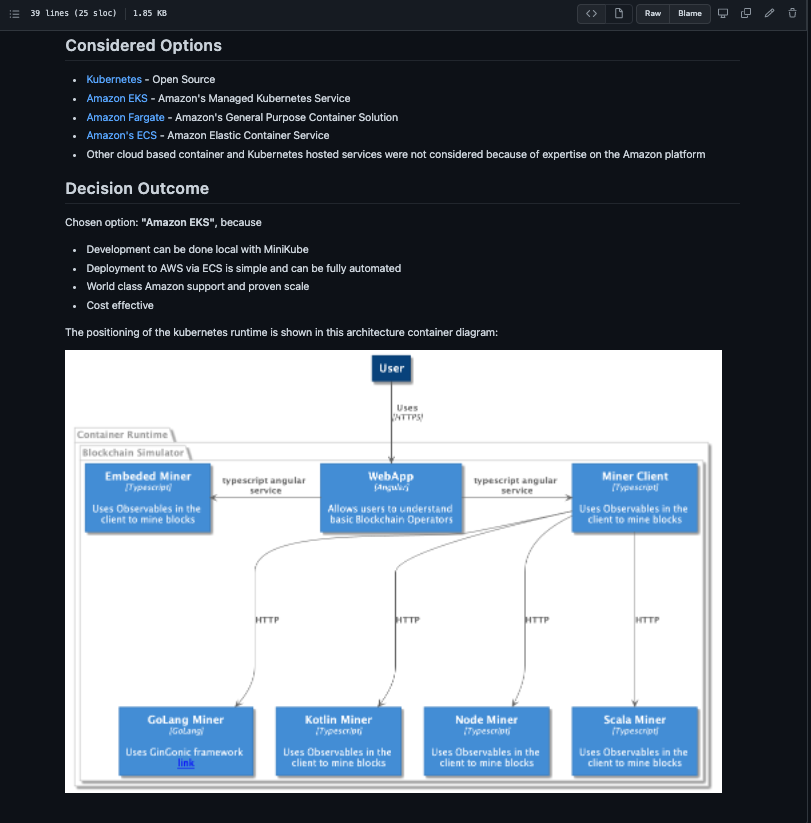 39 lines (25 sloc) 1.85 KB
Raw Blame
Considered Options
Kubernetes - Open Source
Amazon EKS - Amazon's Managed Kubernetes Service
Amazon Fargate - Amazon's General Purpose Container Solution
Amazon's ECS - Amazon Elastic Container Service
Other cloud based container and Kubernetes hosted services were not considered because of expertise on the Amazon platform
Decision Outcome
Chosen option: "Amazon EKS", because
Development can be done local with MiniKube
Deployment to AWS via ECS is simple and can be fully automated
World class Amazon support and proven scale
Cost effective
The positioning of the kubernetes runtime is shown in this architecture container diagram:
User
Uses
[HTTPS]
Container Runtime
Blockchain Simulator
Embeded Miner
[Typescript]
Uses Observables in the
client to mine blocks
typescript angular
service
WebApp
[Angular]
Allows users to understand
basic Blockchain Operators
typescript angular
service
Miner Client
[Typescript]
Uses Observables in the
client to mine blocks
HTTP
HTTP
HTTP
HTTP
GoLang Miner
[GoLang]
Uses GinGonic framework
link
Kotlin Miner
[Typescript]
Uses Observables in the
client to mine blocks
Node Miner
[Typescript]
Uses Observables in the
client to mine blocks
Scala Miner
[Typescript]
Uses Observables in the
client to mine blocks